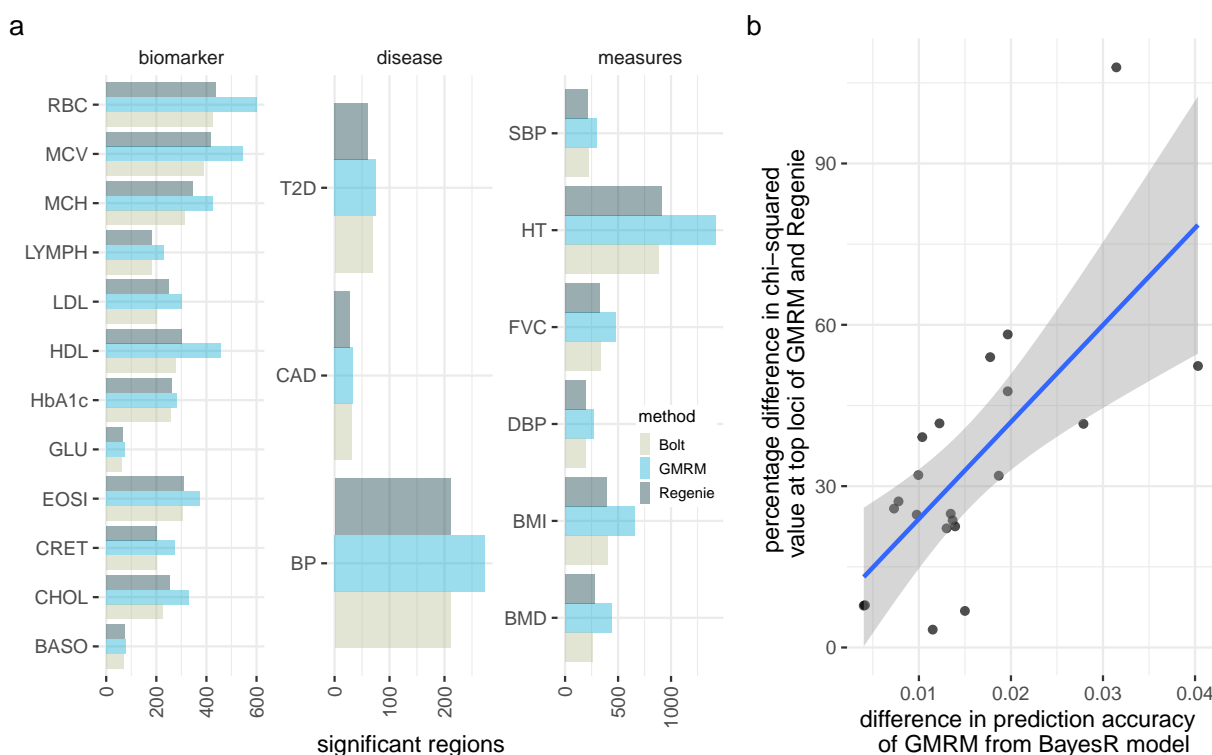 a
biomarker
disease
measures
RBC
MCV
MCH
LYMPH
LDL
HDL
HbA1c
GLU
EOSI
CRET
CHOL
BASO
0
200
400
600
T2D
CAD
BP
0
100
200
SBP
HT
FVC
DBP
BMI
BMD
0
500
1000
method
Bolt
GMRM
Regenie
significant regions
b
percentage difference in chi−squared
value at top loci of GMRM and Regenie
90
60
30
0
0.01
0.02
0.03
0.04
difference in prediction accuracy
of GMRM from BayesR model